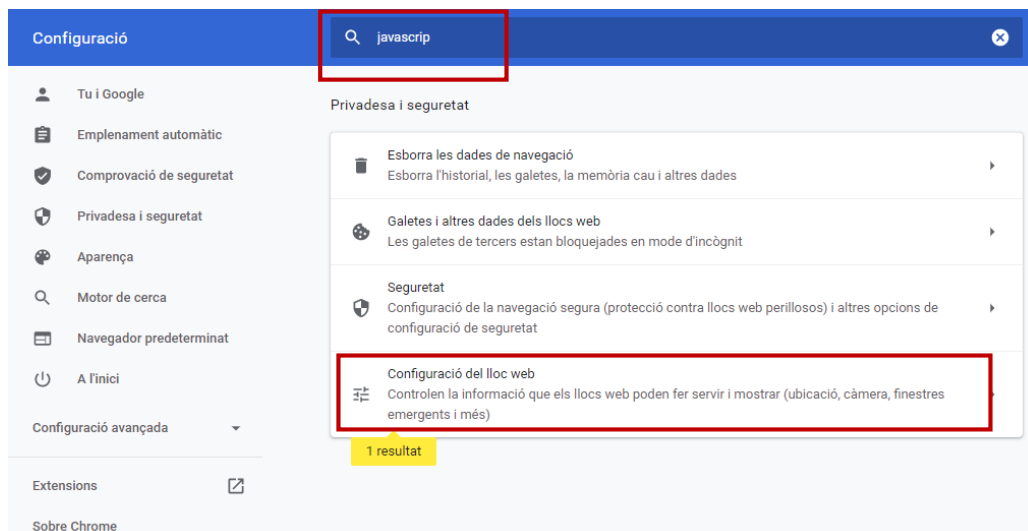 Configuració
javascrip
Tu i Google
Emplenament automàtic
Comprovació de seguretat
Privadesa i seguretat
Aparença
Motor de cerca
Navegador predeterminat
A l'inici
Configuració avançada
Extensions
Sobre Chrome
Privadesa i seguretat
Esborra les dades de navegació
Esborra l'historial, les galetes, la memòria cau i altres dades
Galetes i altres dades dels llocs web
Les galetes de tercers estan bloquejades en mode d'incògnit
Seguretat
Configuració de la navegació segura (protecció contra llocs web perillosos) i altres opcions de
configuració de seguretat
Configuració del lloc web
Controlen la informació que els llocs web poden fer servir i mostrar (ubicació, càmera, finestres
emergents i més)
1 resultat